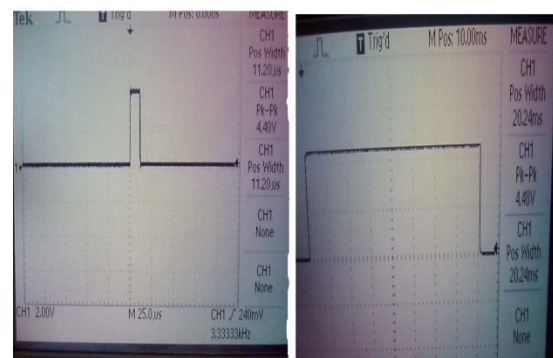 Tek T Trig'd M Pos: 0.000s MEASURE
CH1
Pos Width
11.20µs
CH1
Pk-Pk
4.40V
CH1
Pos Width
11.20µs
CH1
None
CH1
None
1
CH1 2.00V M 25.0µs CH1 240mV
3.33333kHz
T Trig'd M Pos: 10.00ms MEASURE
CH1
Pos Width
20.24ms
CH1
Pk-Pk
4.48V
CH1
Pos Width
20.24ms
CH1
None